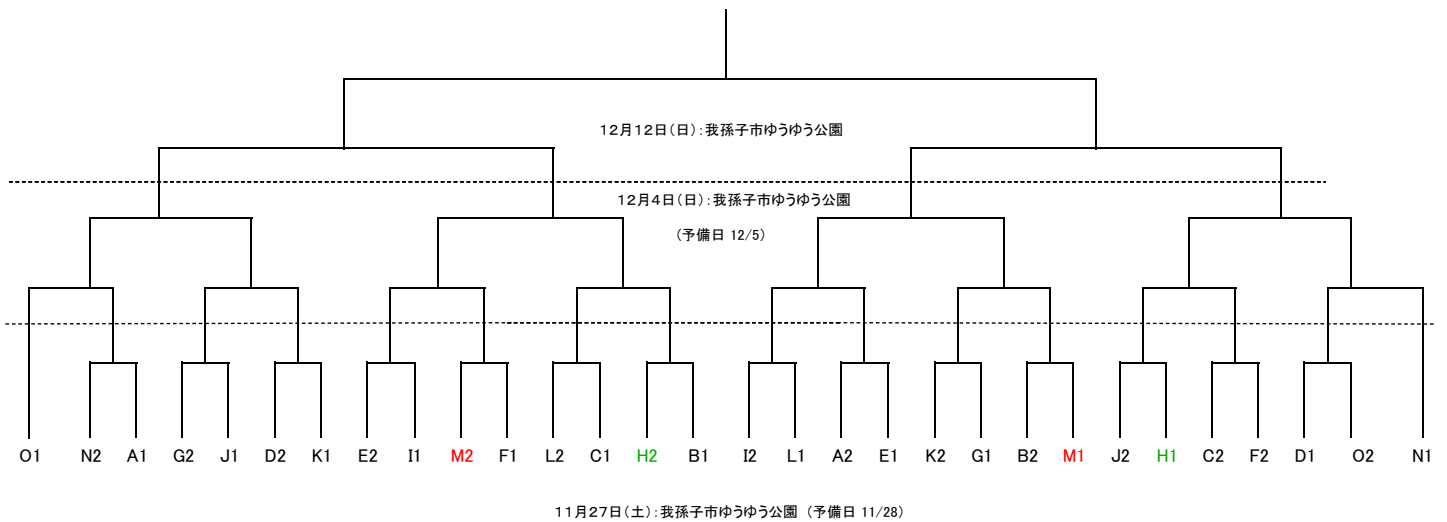 12月12日(日):我孫子市ゆうゆう公園
12月4日(日):我孫子市ゆうゆう公園
(予備日 12/5)
O1 N2 A1 G2 J1 D2 K1 E2 I1 M2 F1 L2 C1 H2 B1 I2 L1 A2 E1 K2 G1 B2 M1 J2 H1 C2 F2 D1 O2 N1
11月27日(土):我孫子市ゆうゆう公園 (予備日 11/28)